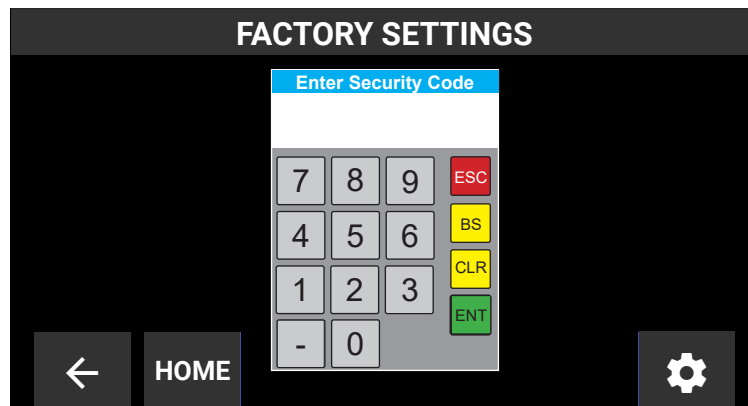 FACTORY SETTINGS
Enter Security Code
7 8 9 ESC
4 5 6 BS
CLR
1 2 3
ENT
- 0
HOME